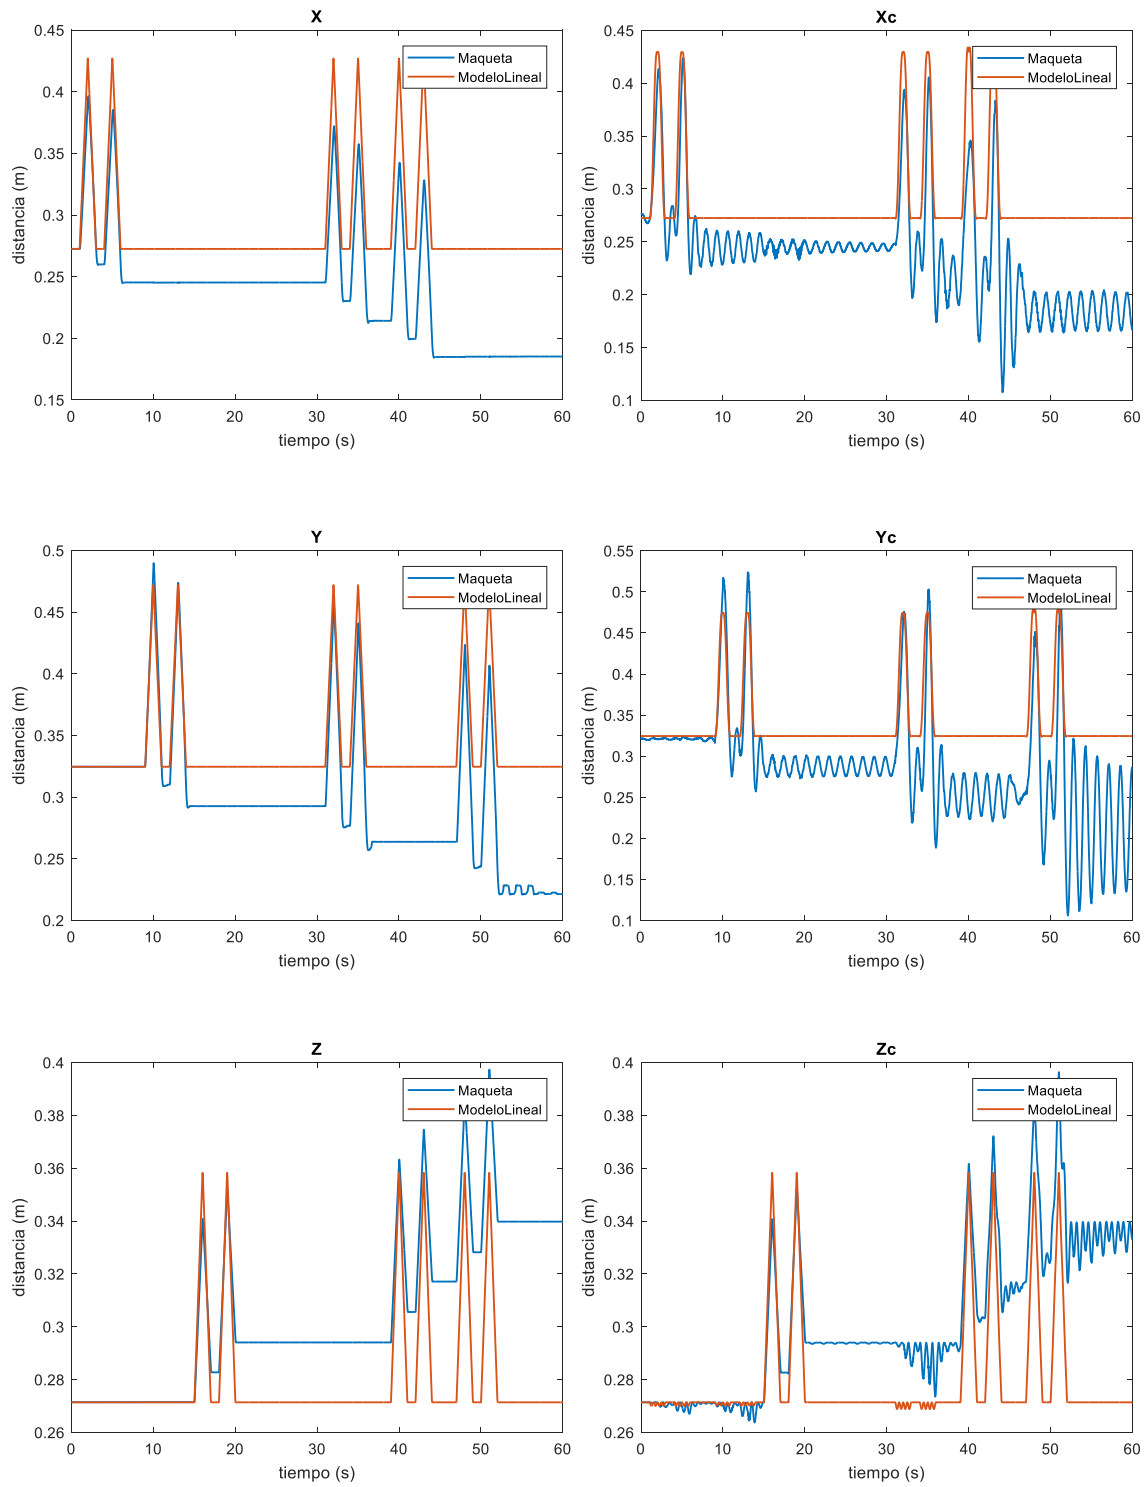 X
0.45
0.4
0.35
0.3
0.25
0.2
0.15
distancia (m)
0 10 20 30 40 50 60
tiempo (s)
Maqueta
ModeloLineal
Xc
0.45
0.4
0.35
0.3
0.25
0.2
0.15
0.1
distancia (m)
0 10 20 30 40 50 60
tiempo (s)
Maqueta
ModeloLineal
Y
0.5
0.45
0.4
0.35
0.3
0.25
0.2
distancia (m)
0 10 20 30 40 50 60
tiempo (s)
Maqueta
ModeloLineal
Yc
0.55
0.5
0.45
0.4
0.35
0.3
0.25
0.2
0.15
0.1
distancia (m)
0 10 20 30 40 50 60
tiempo (s)
Maqueta
ModeloLineal
Z
0.4
0.38
0.36
0.34
0.32
0.3
0.28
0.26
distancia (m)
0 10 20 30 40 50 60
tiempo (s)
Maqueta
ModeloLineal
Zc
0.4
0.38
0.36
0.34
0.32
0.3
0.28
0.26
distancia (m)
0 10 20 30 40 50 60
tiempo (s)
Maqueta
ModeloLineal